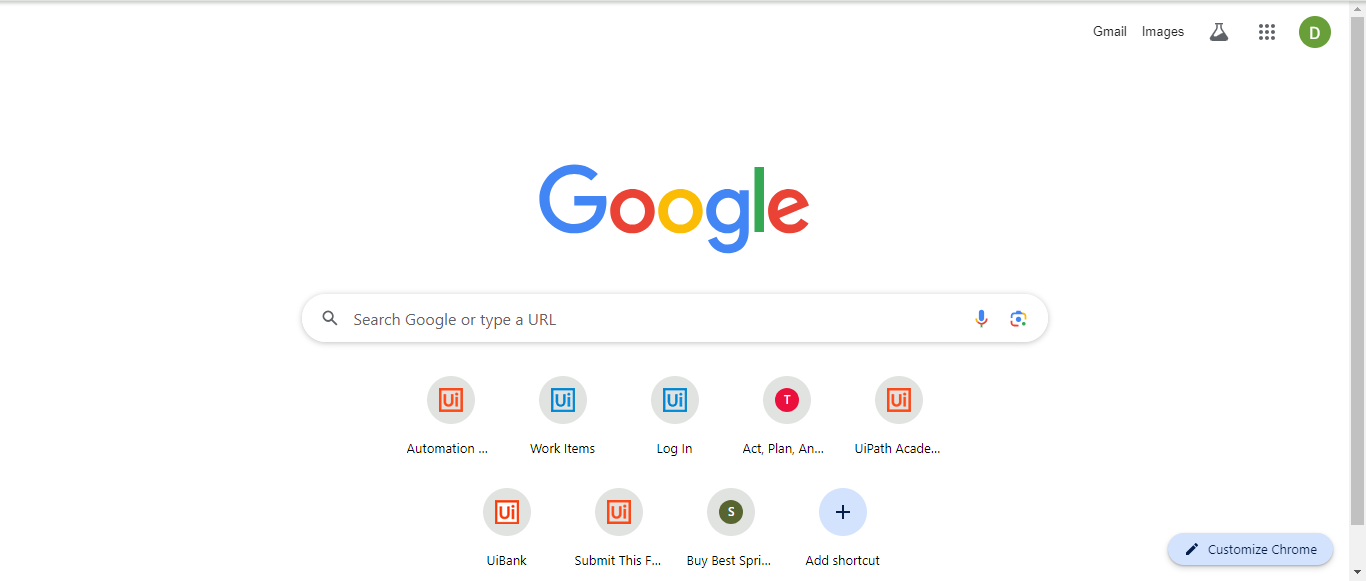 Gmail Images D
Google
Search Google or type a URL
Ui Ui Ui T Ui
Automation ... Work Items Log In Act, Plan, An... UiPath Acade...
Ui Ui S
UiBank Submit This F... Buy Best Spri... Add shortcut
Customize Chrome